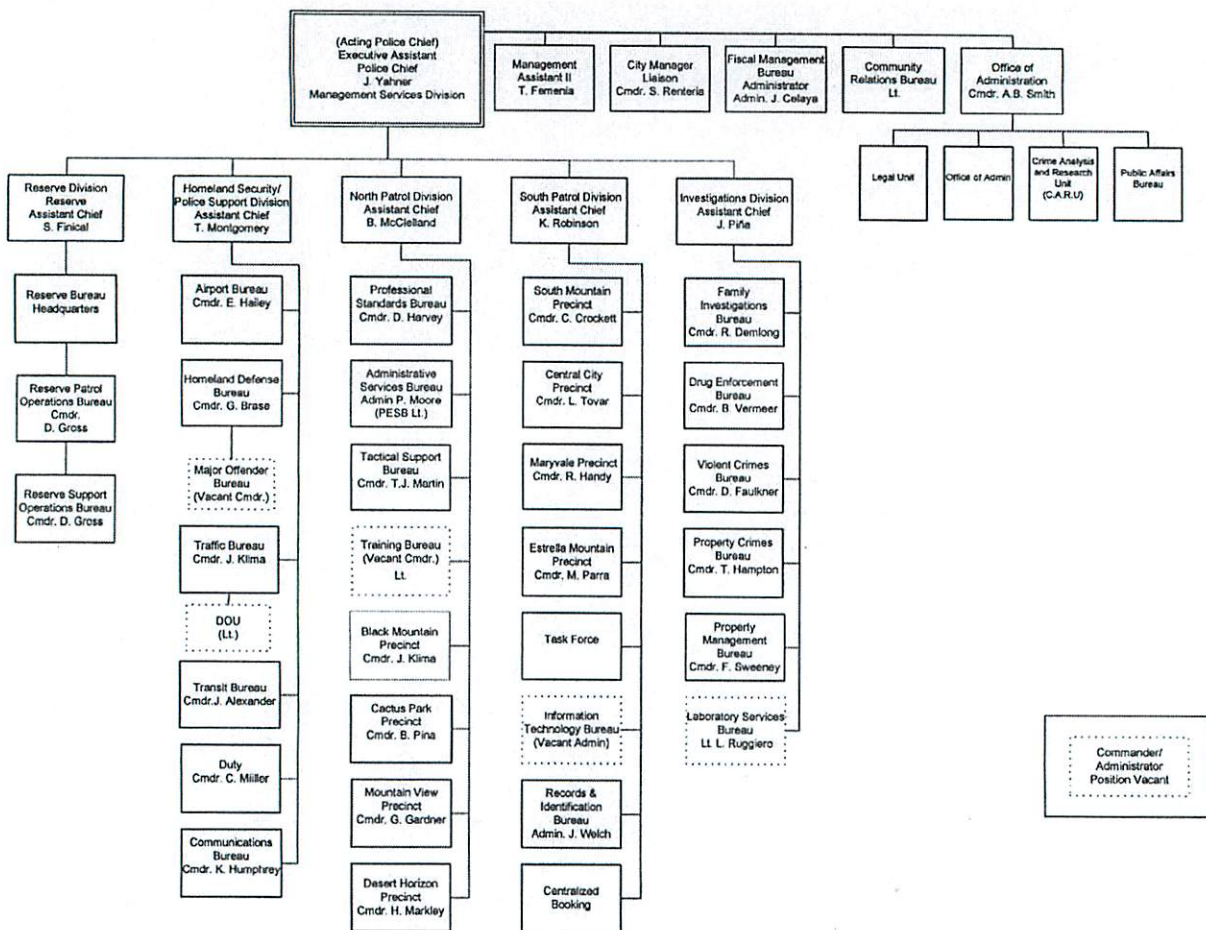 (Acting Police Chief)
Executive Assistant
Police Chief
J. Yahner
Management Services Division
Management
Assistant II
T. Femenia
City Manager
Liaison
Cmdr. S. Renteria
Fiscal Management
Bureau
Administrator
Admin. J. Celaya
Community
Relations Bureau
Lt.
Office of
Administration
Cmdr. A.B. Smith
Legal Unit
Office of Admin
Crime Analysis
and Research
Unit
(C.A.R.U)
Public Affairs
Bureau
Reserve Division
Reserve
Assistant Chief
S. Finical
Homeland Security/
Police Support Division
Assistant Chief
T. Montgomery
North Patrol Division
Assistant Chief
B. McClelland
South Patrol Division
Assistant Chief
K. Robinson
Investigations Division
Assistant Chief
J. Piña
Reserve Bureau
Headquarters
Reserve Patrol
Operations Bureau
Cmdr.
D. Gross
Reserve Support
Operations Bureau
Cmdr. D. Gross
Airport Bureau
Cmdr. E. Hailey
Homeland Defense
Bureau
Cmdr. G. Brase
Major Offender
Bureau
(Vacant Cmdr.)
Traffic Bureau
Cmdr. J. Klima
DOU
(Lt.)
Transit Bureau
Cmdr.J. Alexander
Duty
Cmdr. C. Miiller
Communications
Bureau
Cmdr. K. Humphrey
Professional
Standards Bureau
Cmdr. D. Harvey
Administrative
Services Bureau
Admin P. Moore
(PESB Lt.)
Tactical Support
Bureau
Cmdr. T.J. Martin
Training Bureau
(Vacant Cmdr.)
Lt.
Black Mountain
Precinct
Cmdr. J. Klima
Cactus Park
Precinct
Cmdr. B. Pina
Mountain View
Precinct
Cmdr. G. Gardner
Desert Horizon
Precinct
Cmdr. H. Markley
South Mountain
Precinct
Cmdr. C. Crockett
Central City
Precinct
Cmdr. L. Tovar
Maryvale Precinct
Cmdr. R. Handy
Estrella Mountain
Precinct
Cmdr. M. Parra
Task Force
Information
Technology Bureau
(Vacant Admin)
Records &
Identification
Bureau
Admin. J. Welch
Centralized
Booking
Family
Investigations
Bureau
Cmdr. R. Demlong
Drug Enforcement
Bureau
Cmdr. B. Vermeer
Violent Crimes
Bureau
Cmdr. D. Faulkner
Property Crimes
Bureau
Cmdr. T. Hampton
Property
Management
Bureau
Cmdr. F. Sweeney
Laboratory Services
Bureau
Lt. L. Ruggiero
Commander/
Administrator
Position Vacant